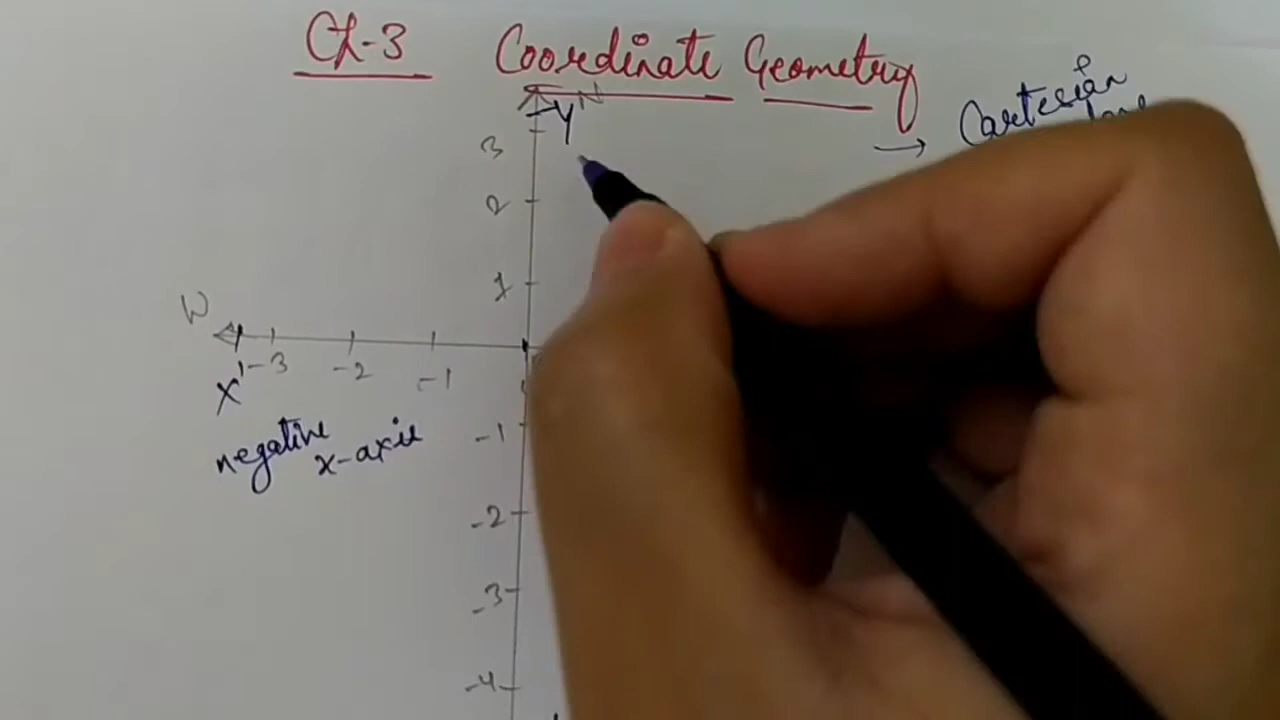 Ch-3 Coordinate Geometry
→ Cartesian
N
Y
3
2
1
W
X' -3 -2 -1
negative
x-axis
-1
-2
-3
-4